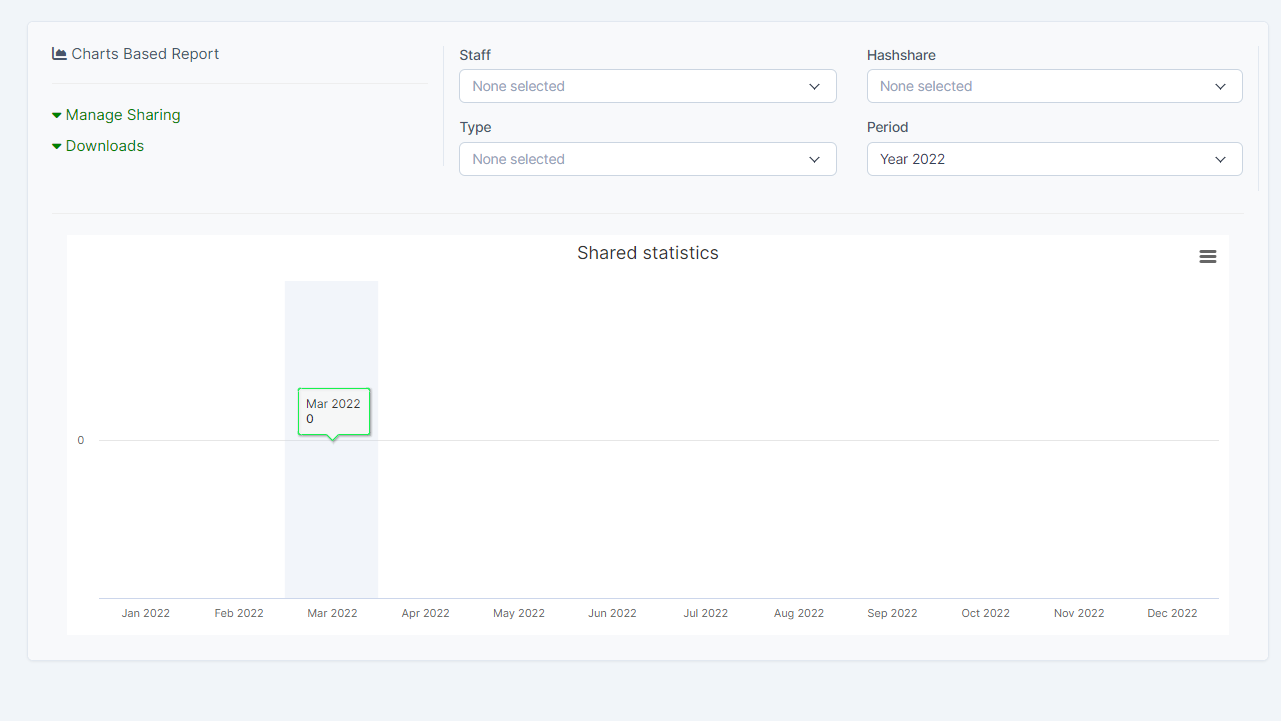 Charts Based Report
Manage Sharing
Downloads
Staff
None selected
Hashshare
None selected
Type
None selected
Period
Year 2022
Shared statistics
Mar 2022
0
0
Jan 2022 Feb 2022 Mar 2022 Apr 2022 May 2022 Jun 2022 Jul 2022 Aug 2022 Sep 2022 Oct 2022 Nov 2022 Dec 2022